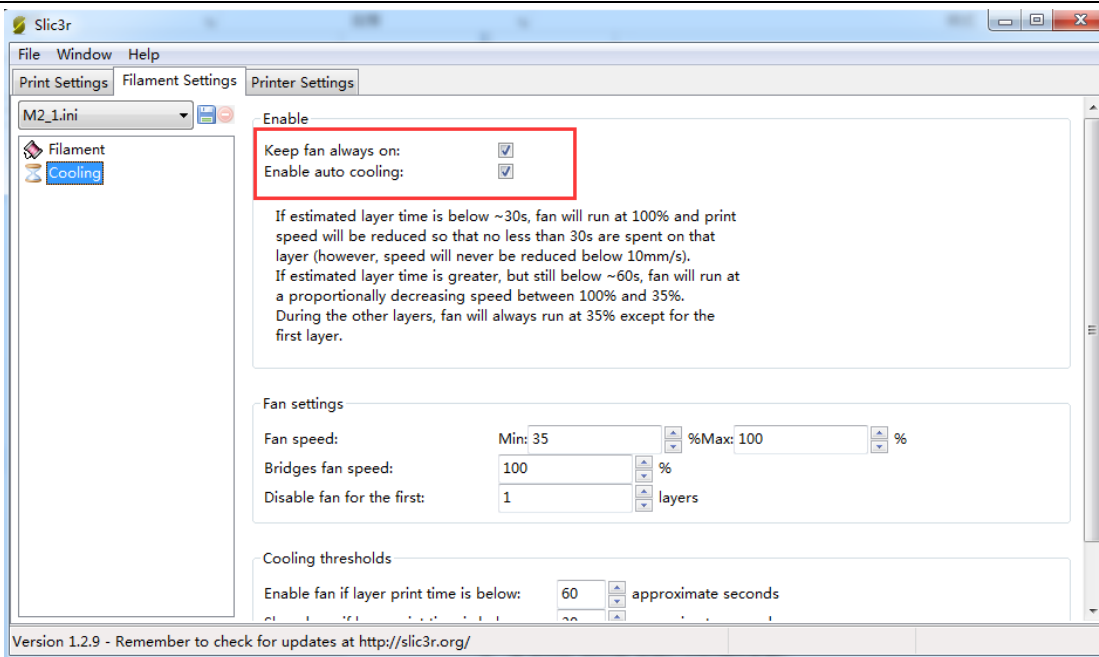 Slic3r
File Window Help
Print Settings Filament Settings Printer Settings
M2_1.ini
Filament
Cooling
Enable
Keep fan always on:
Enable auto cooling:
If estimated layer time is below ~30s, fan will run at 100% and print
speed will be reduced so that no less than 30s are spent on that
layer (however, speed will never be reduced below 10mm/s).
If estimated layer time is greater, but still below ~60s, fan will run at
a proportionally decreasing speed between 100% and 35%.
During the other layers, fan will always run at 35% except for the
first layer.
Fan settings
Fan speed: Min: 35 %Max: 100 %
Bridges fan speed: 100 %
Disable fan for the first: 1 layers
Cooling thresholds
Enable fan if layer print time is below: 60 approximate seconds
Version 1.2.9 - Remember to check for updates at http://slic3r.org/